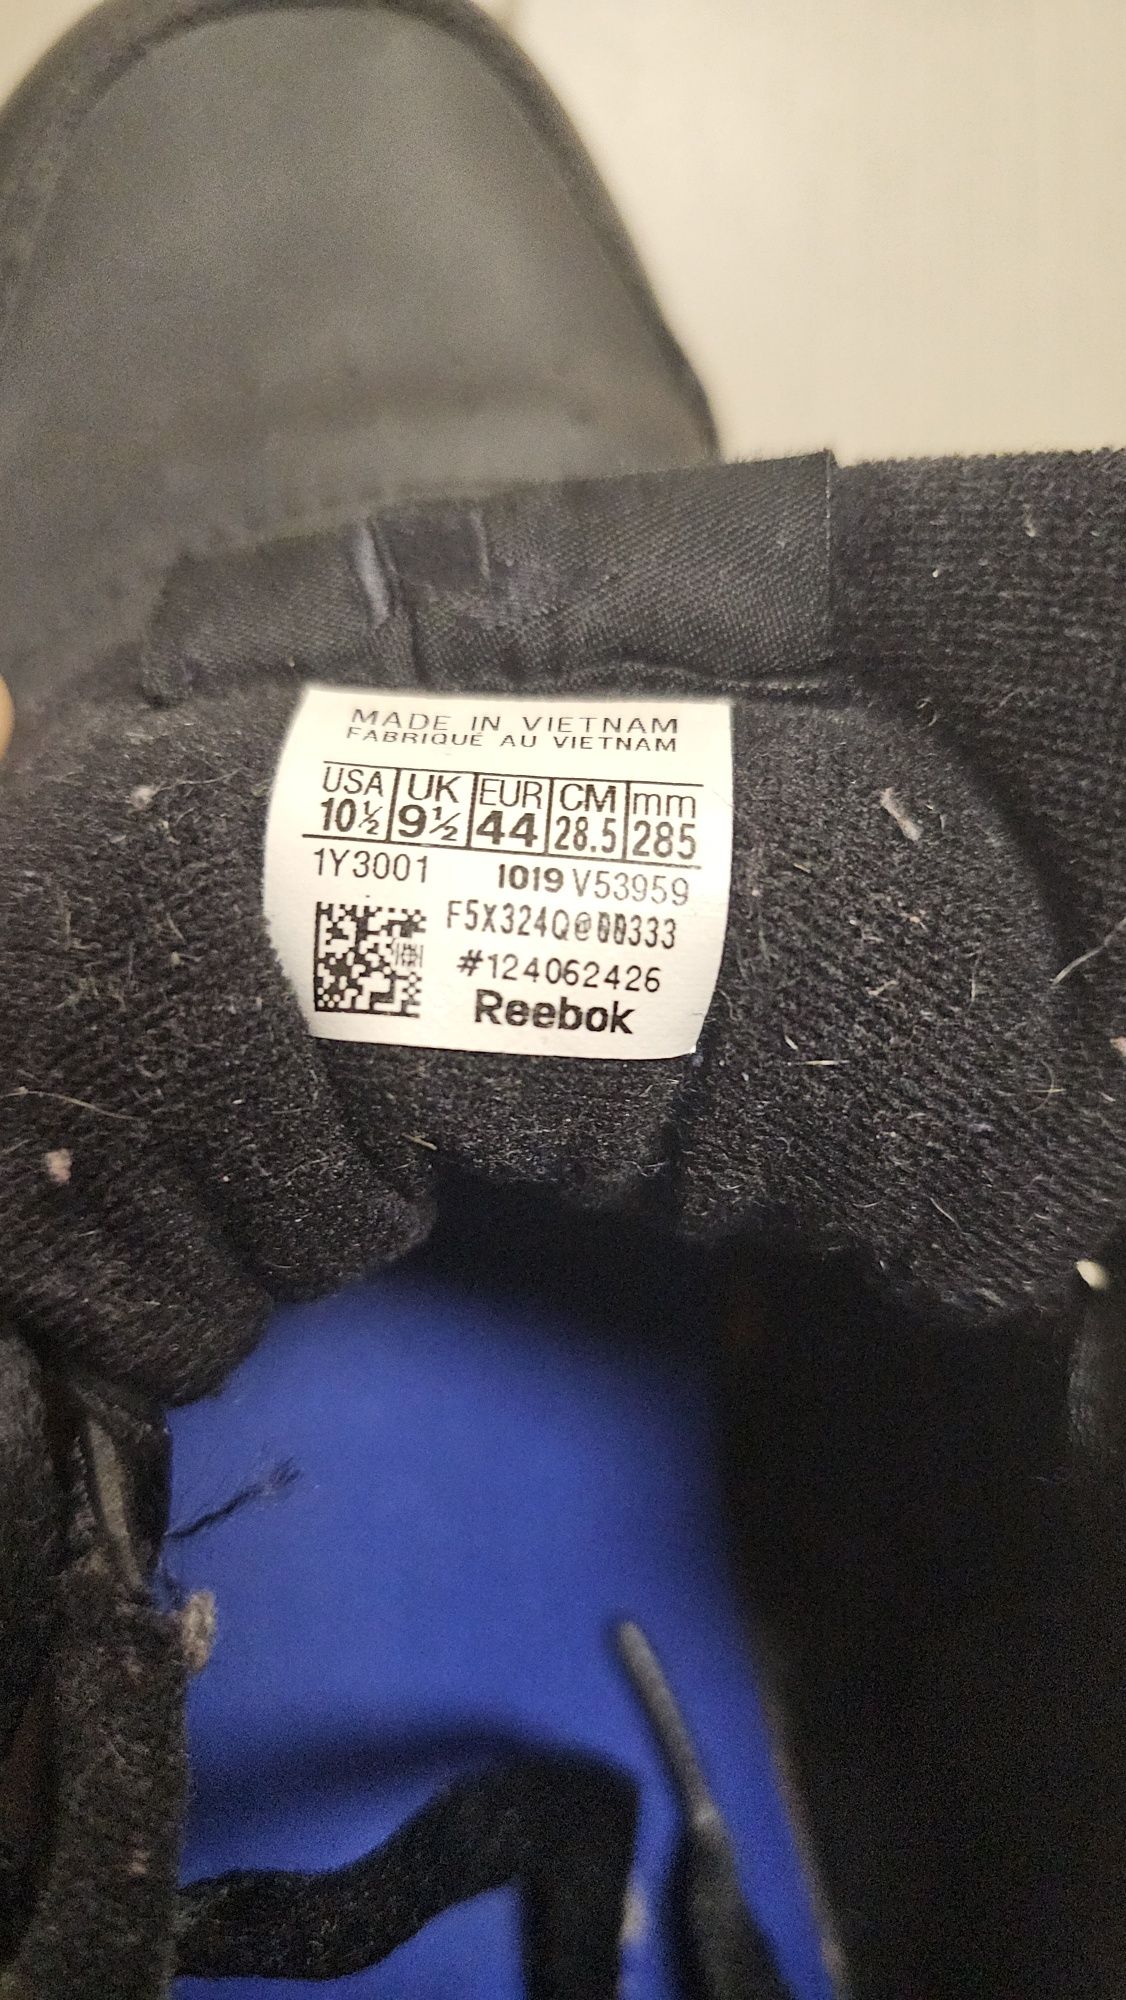 MADE IN VIETNAM
FABRIQUÉ AU VIETNAM
USA UK EUR CM mm
10½ 9½ 44 28.5 285
1Y3001 1019 V53959
F5X324Q@00333
#124062426
Reebok